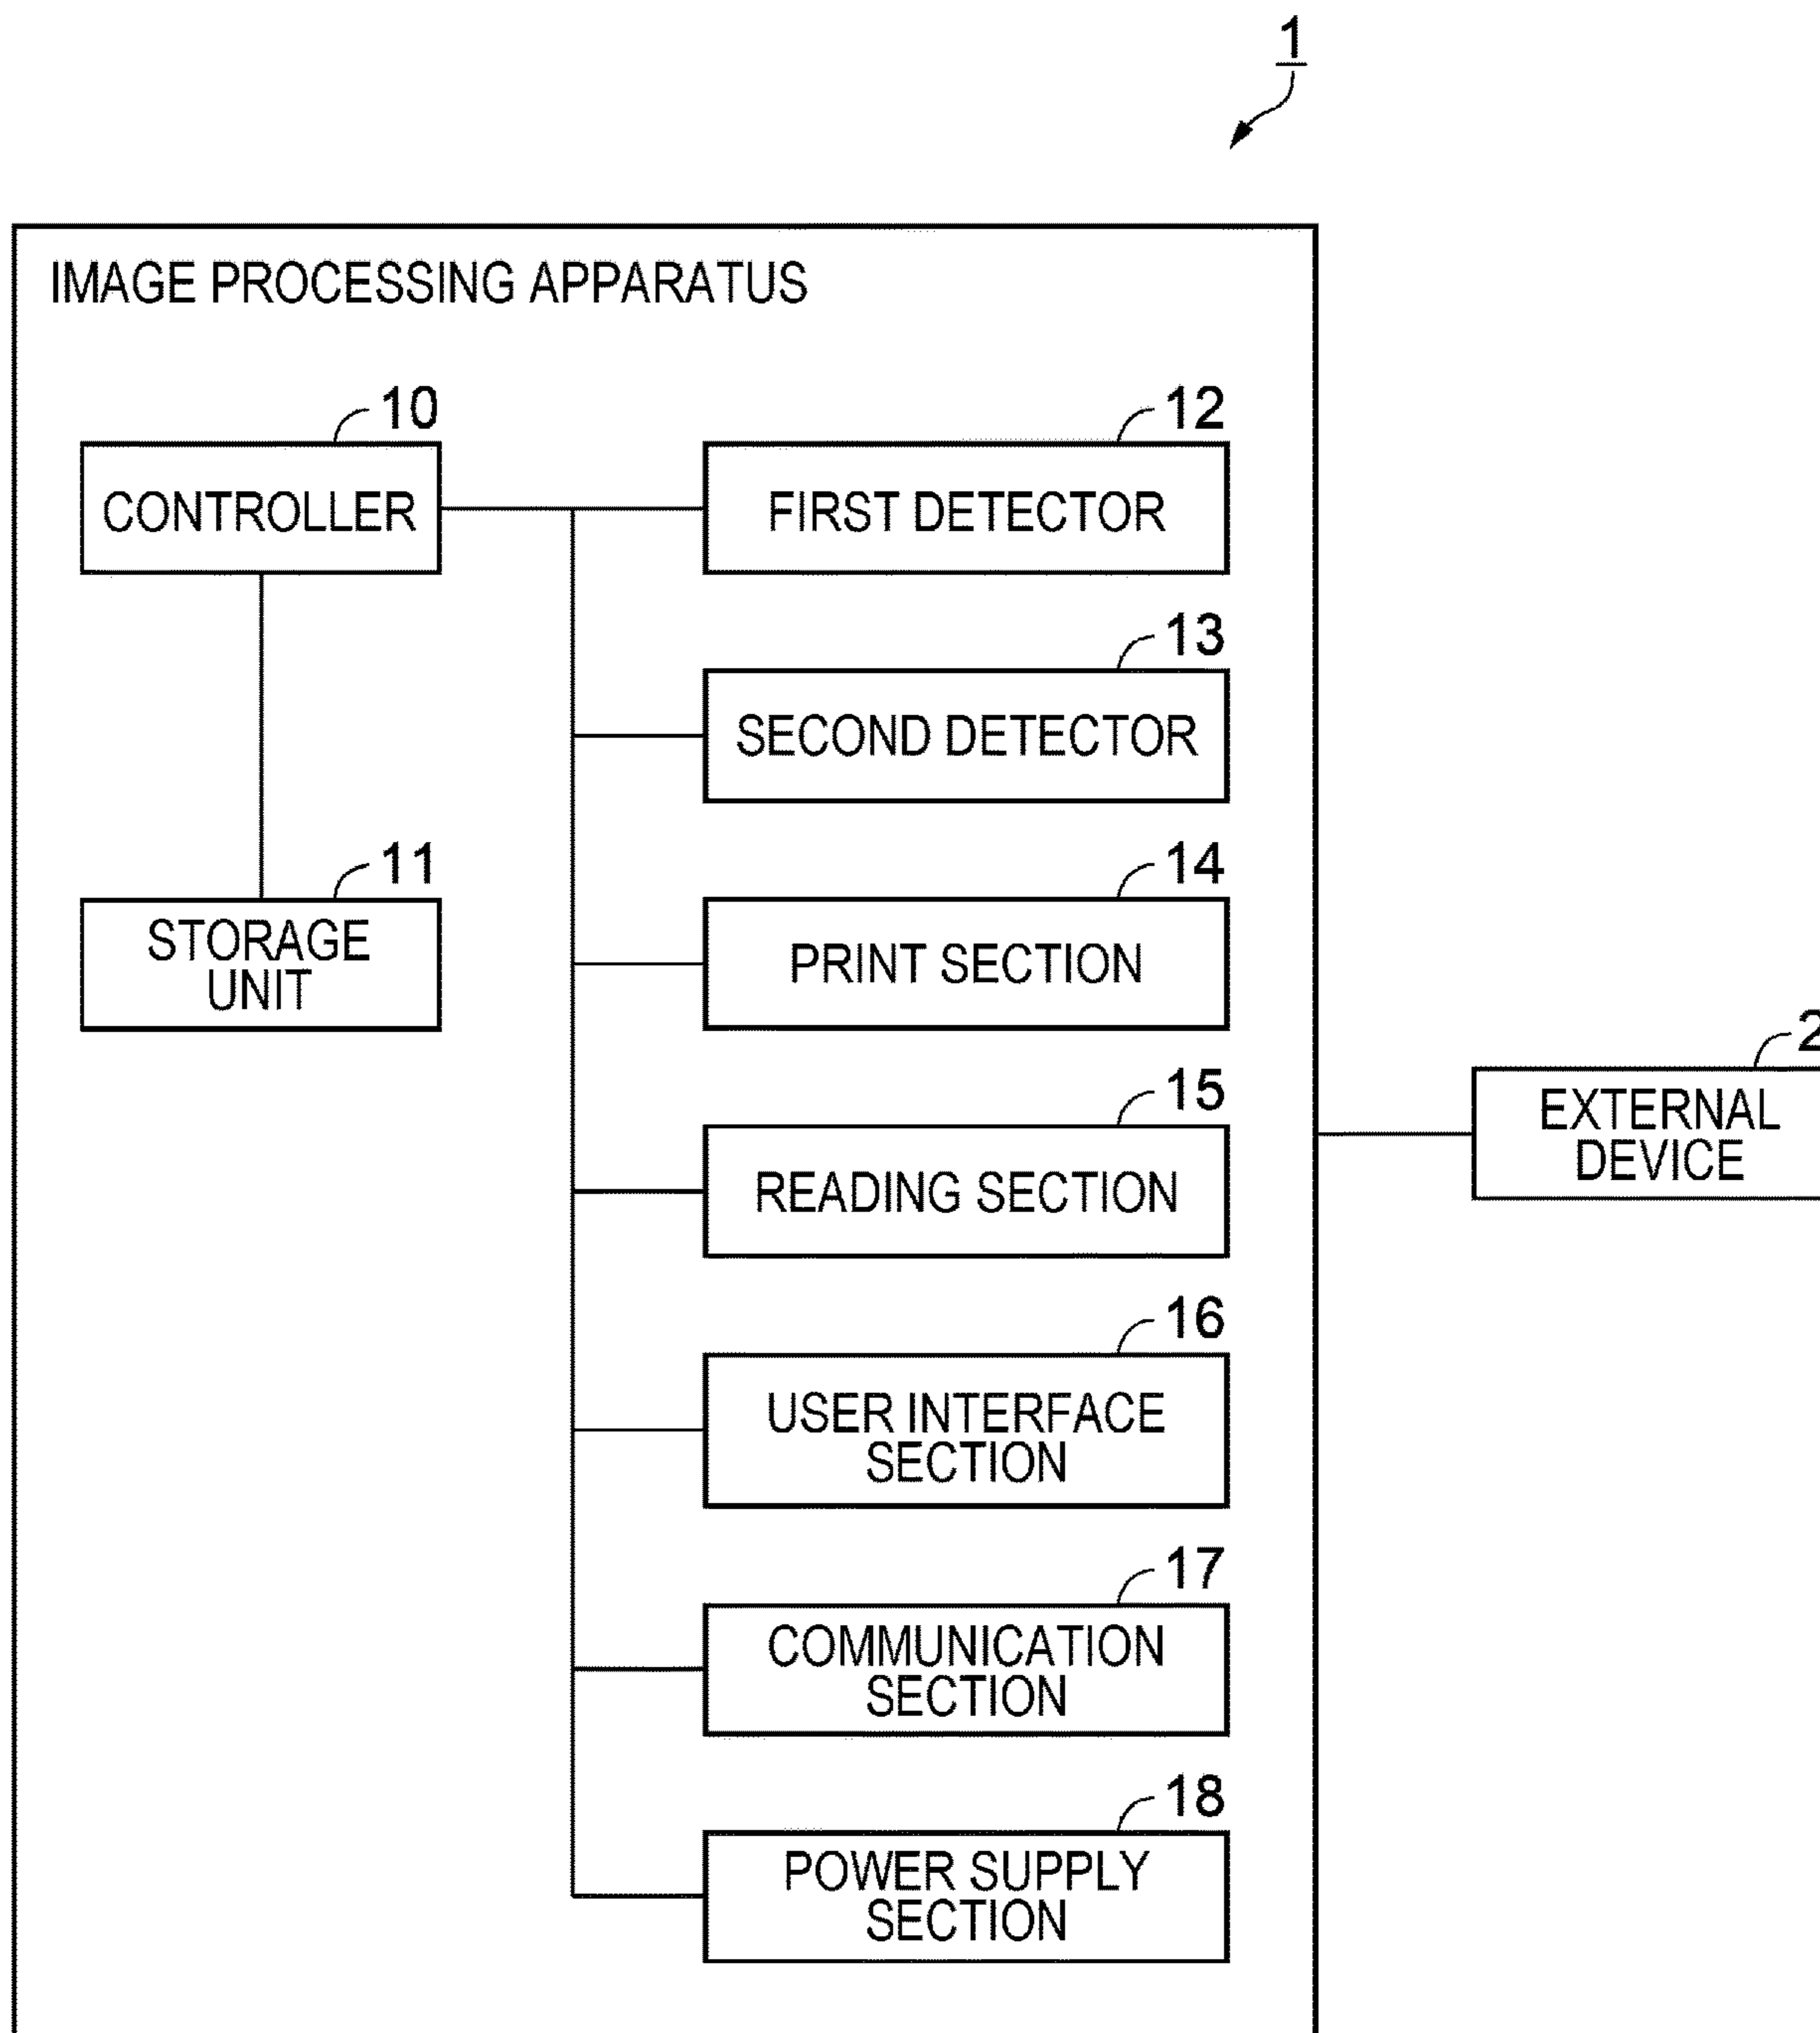 1
IMAGE PROCESSING APPARATUS
10
CONTROLLER
12
FIRST DETECTOR
13
SECOND DETECTOR
11
STORAGE
UNIT
14
PRINT SECTION
2
EXTERNAL
DEVICE
15
READING SECTION
16
USER INTERFACE
SECTION
17
COMMUNICATION
SECTION
18
POWER SUPPLY
SECTION